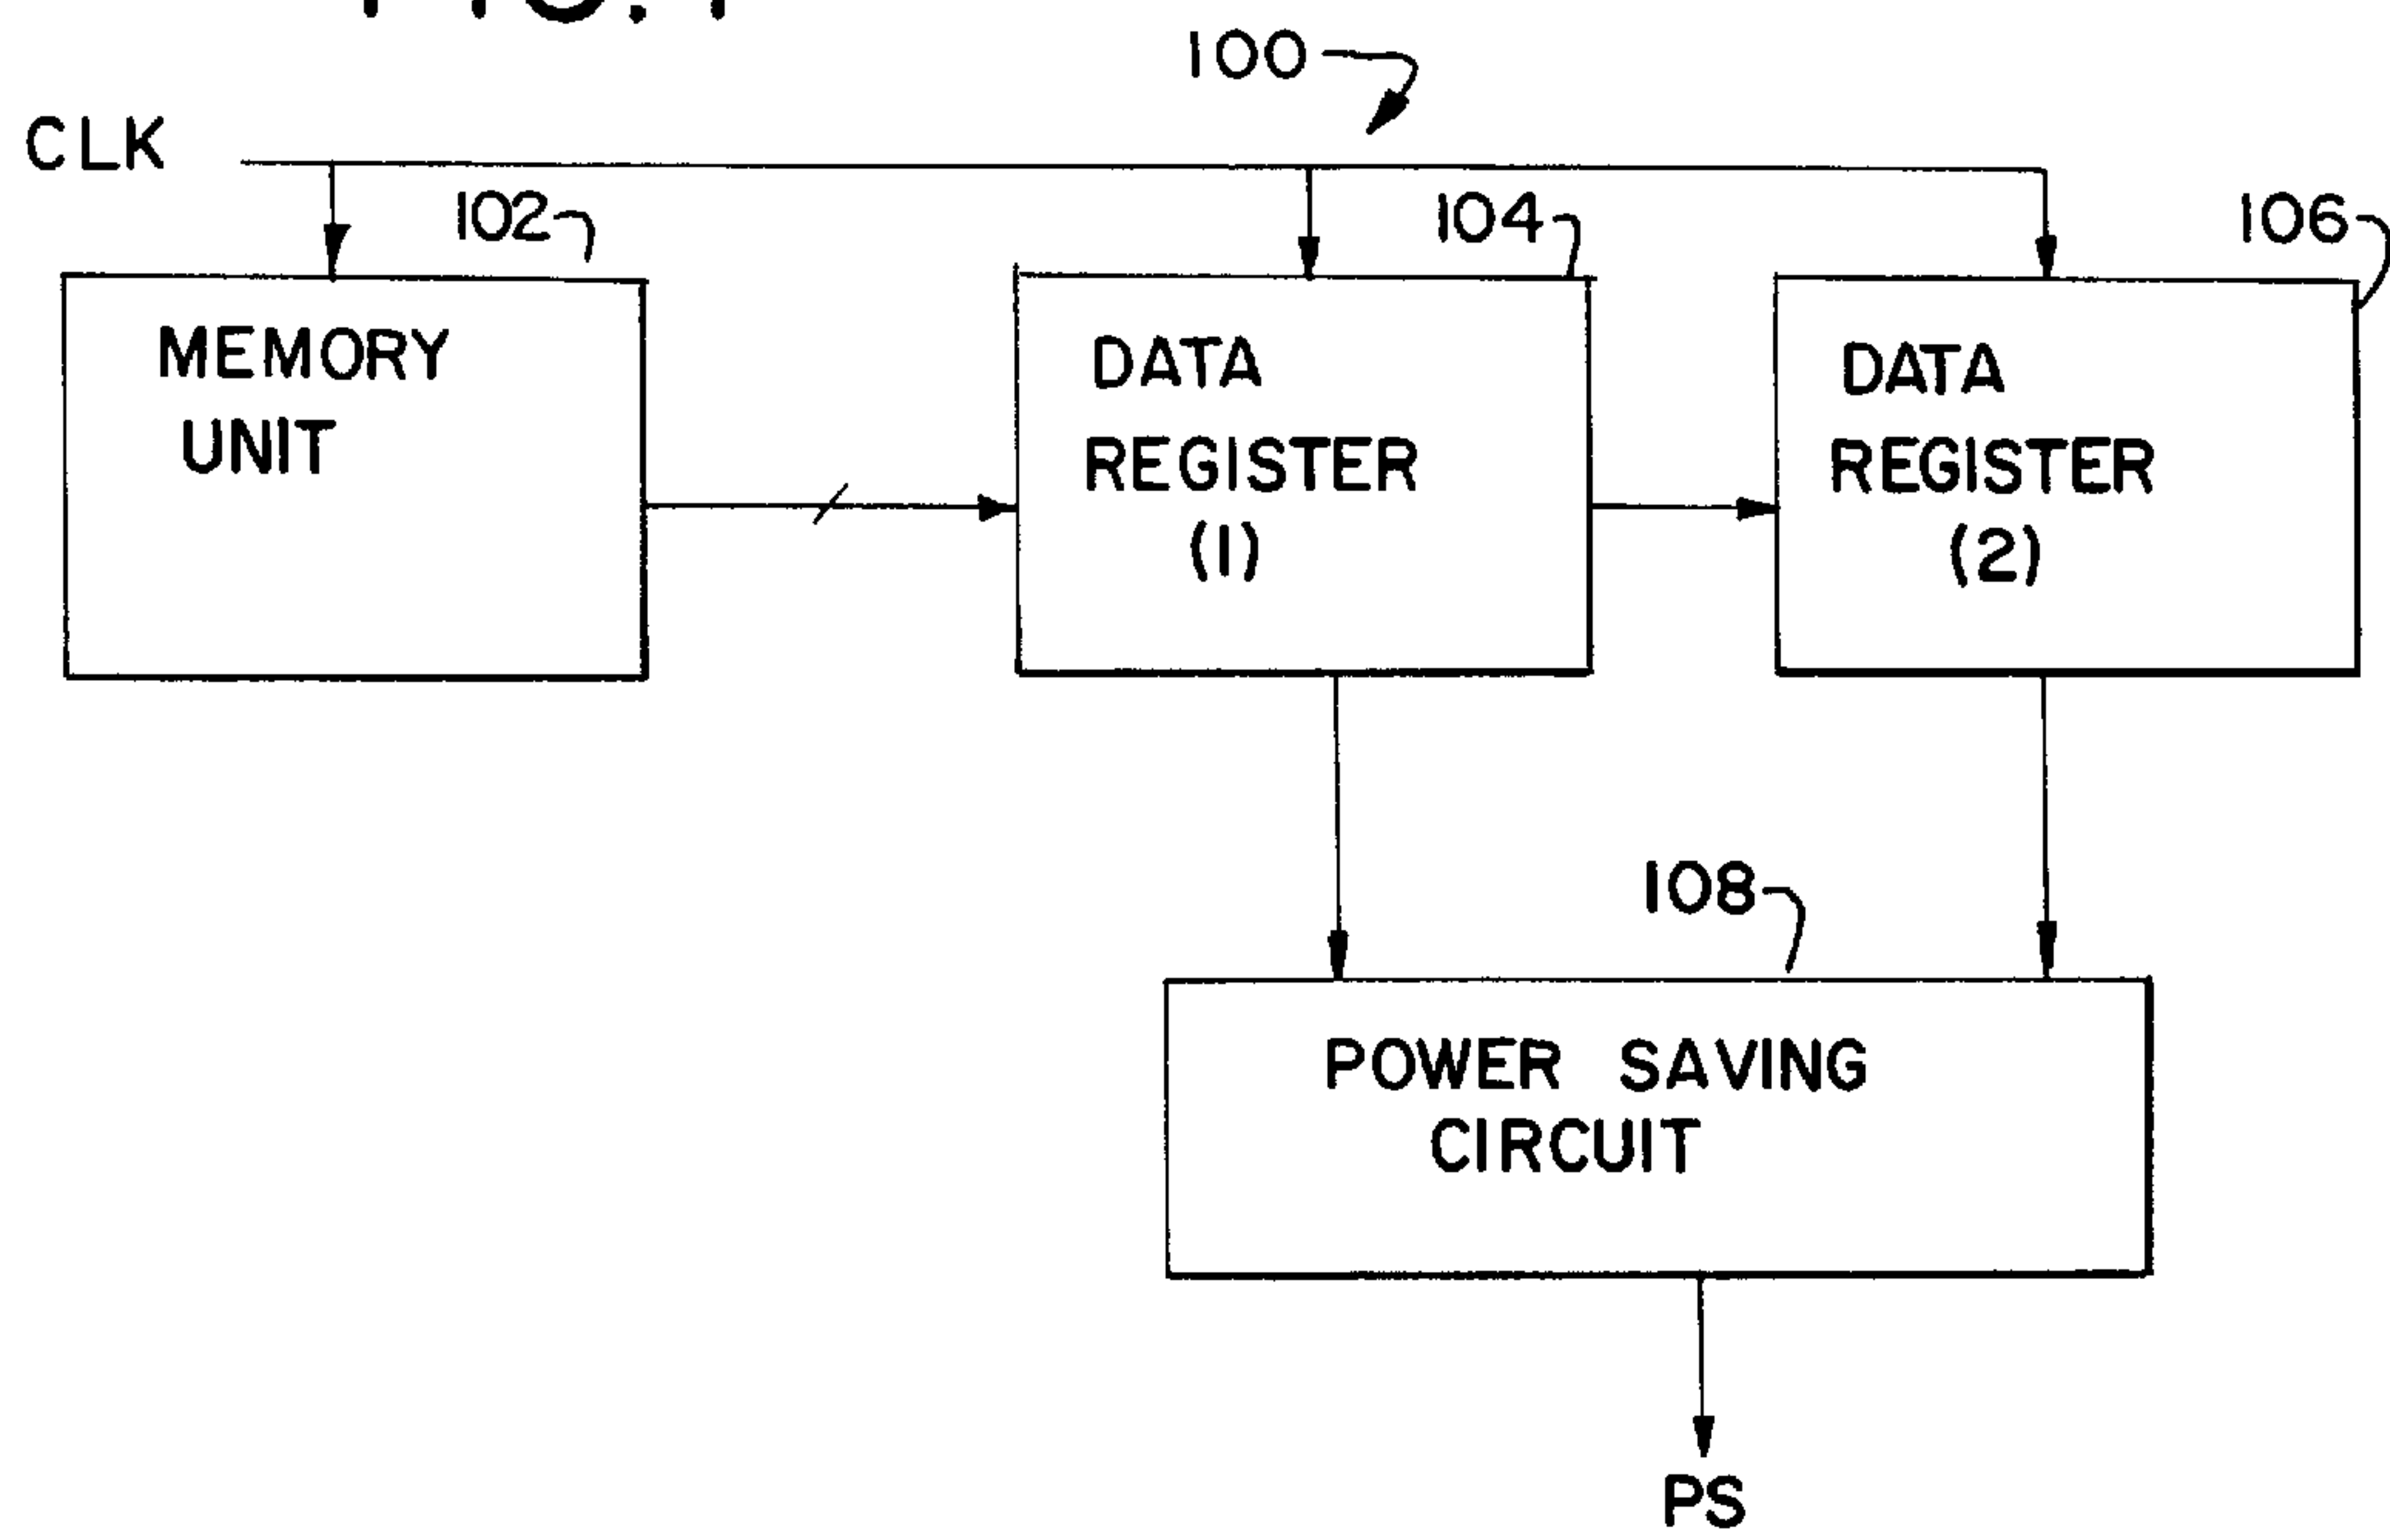 100
CLK
102
104
106
MEMORY
UNIT
DATA
REGISTER
(1)
DATA
REGISTER
(2)
108
POWER SAVING
CIRCUIT
PS